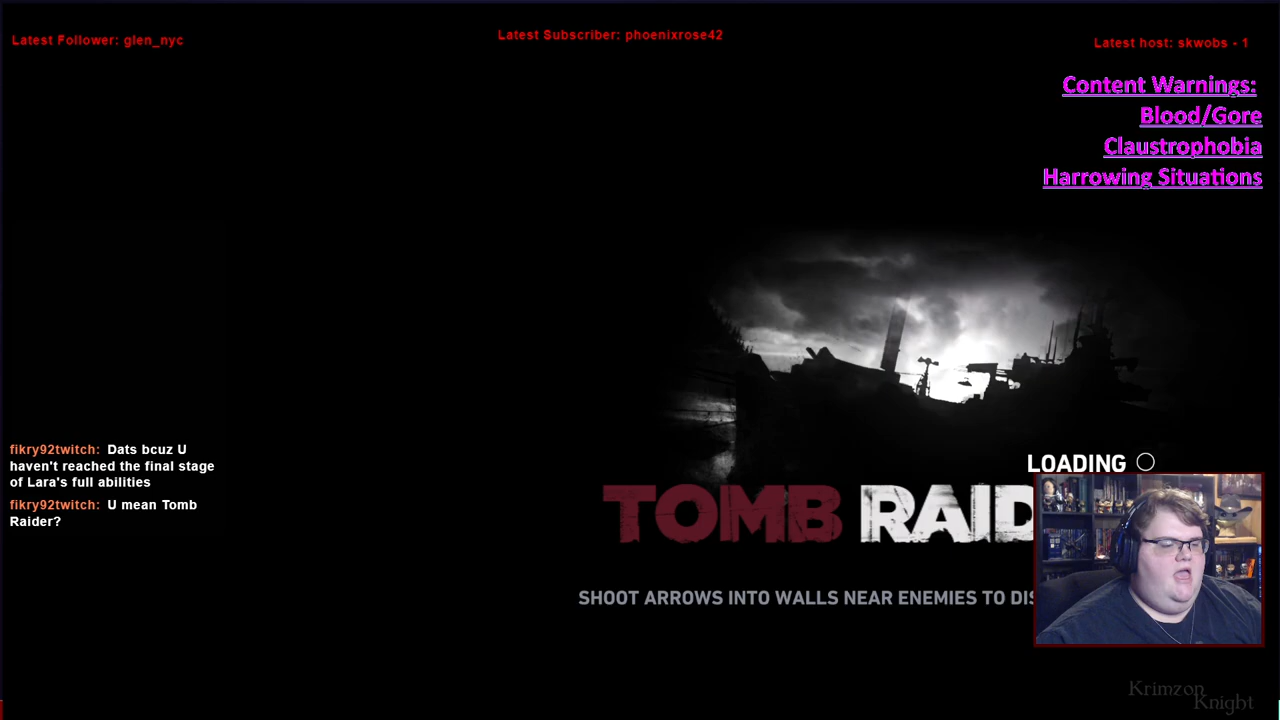 Latest Follower: glen_nyc
Latest Subscriber: phoenixrose42
Latest host: skwobs - 1
Content Warnings:
Blood/Gore
Claustrophobia
Harrowing Situations
fikry92twitch: Dats bcuz U
haven't reached the final stage
of Lara's full abilities
fikry92twitch: U mean Tomb
Raider?
LOADING
TOMB RAID
SHOOT ARROWS INTO WALLS NEAR ENEMIES TO DIS
Krimzon
Knight